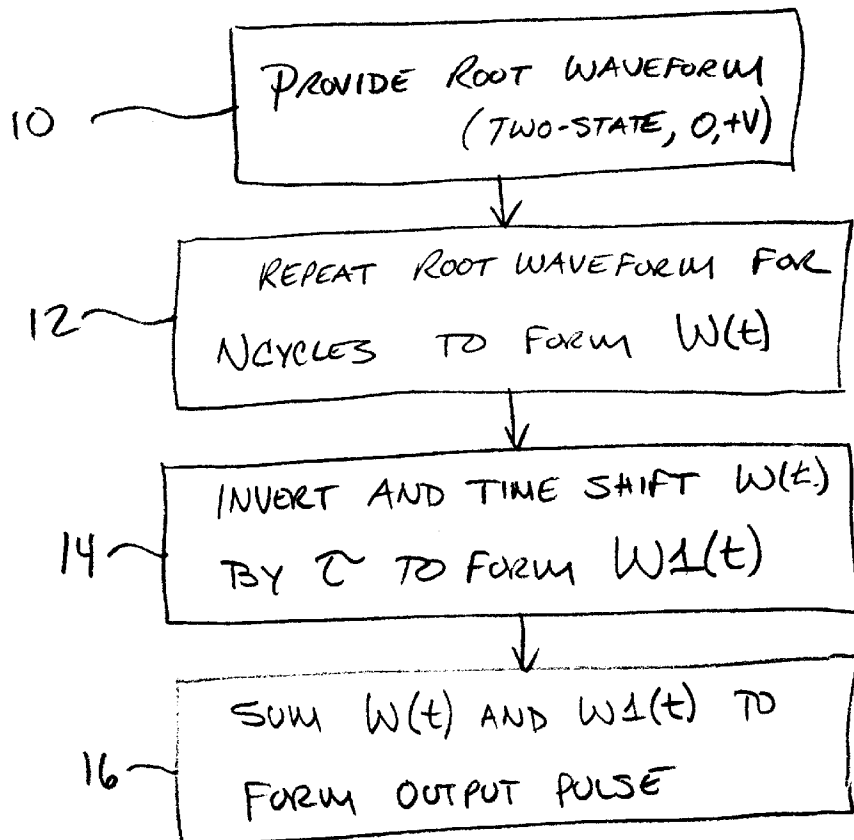 10
PROVIDE ROOT WAVEFORM
(TWO-STATE, 0,+V)
12
REPEAT ROOT WAVEFORM FOR
NCYCLES TO FORM W(t)
14
INVERT AND TIME SHIFT W(t)
BY τ TO FORM W1(t)
16
SUM W(t) AND W1(t) TO
FORM OUTPUT PULSE